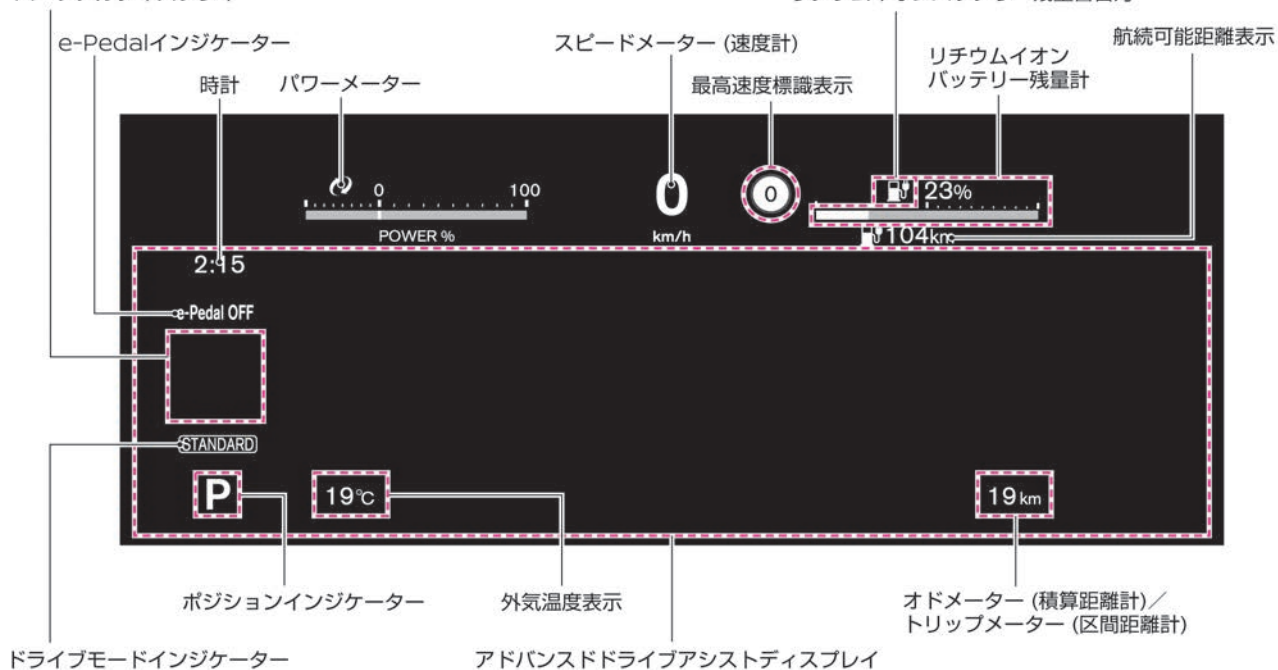 e-Pedalインジケーター
スピードメーター (速度計)
航続可能距離表示
時計
パワーメーター
最高速度標識表示
リチウムイオン
バッテリー残量計
0
100
POWER %
0
km/h
0
23%
104km
2:15
e-Pedal OFF
STANDARD
P
19℃
19 km
ポジションインジケーター
外気温度表示
オドメーター (積算距離計)／
トリップメーター (区間距離計)
ドライブモードインジケーター
アドバンスドドライブアシストディスプレイ